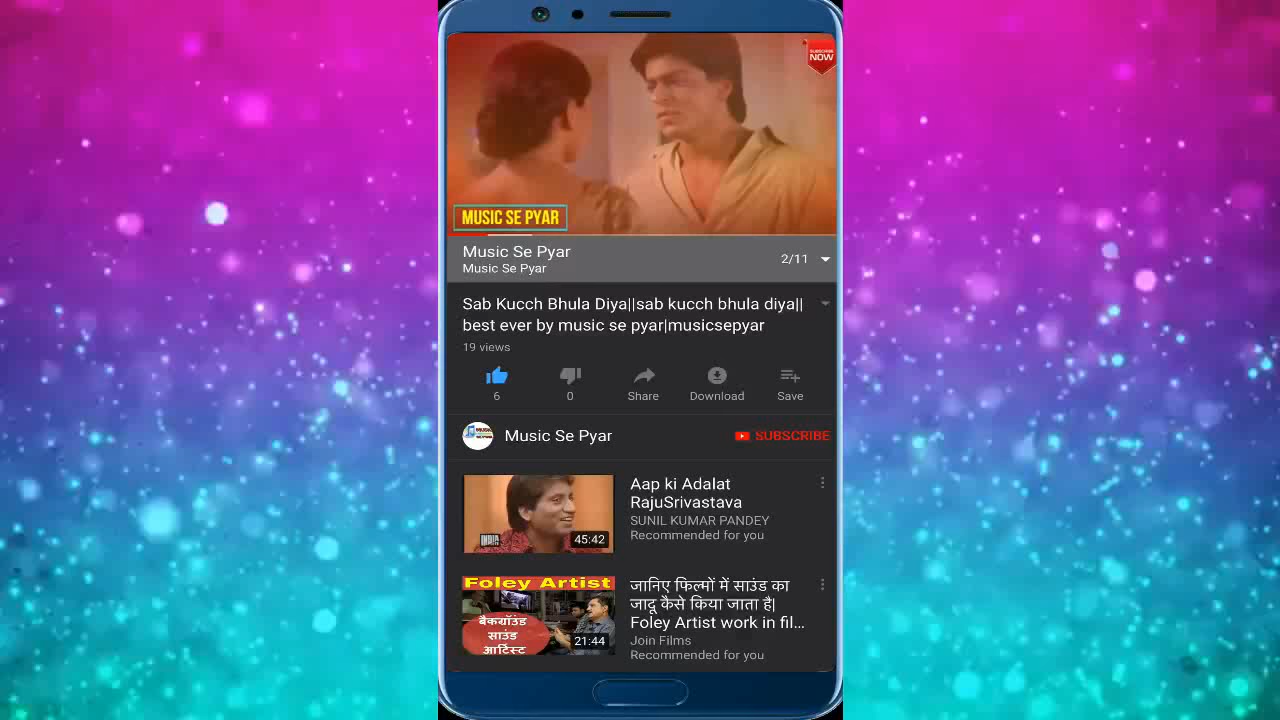 SUBSCRIBE
NOW
MUSIC SE PYAR
Music Se Pyar
Music Se Pyar
2/11
Sab Kucch Bhula Diya||sab kucch bhula diya||
best ever by music se pyar|musicsepyar
19 views
6
0
Share
Download
Save
Music Se Pyar
SUBSCRIBE
Aap ki Adalat
RajuSrivastava
SUNIL KUMAR PANDEY
Recommended for you
INDIA
45:42
Foley Artist
बैकग्रॉउंड
साउंड
आर्टिस्ट
21:44
जानिए फिल्मों में साउंड का
जादू कैसे किया जाता है|
Foley Artist work in fil...
Join Films
Recommended for you